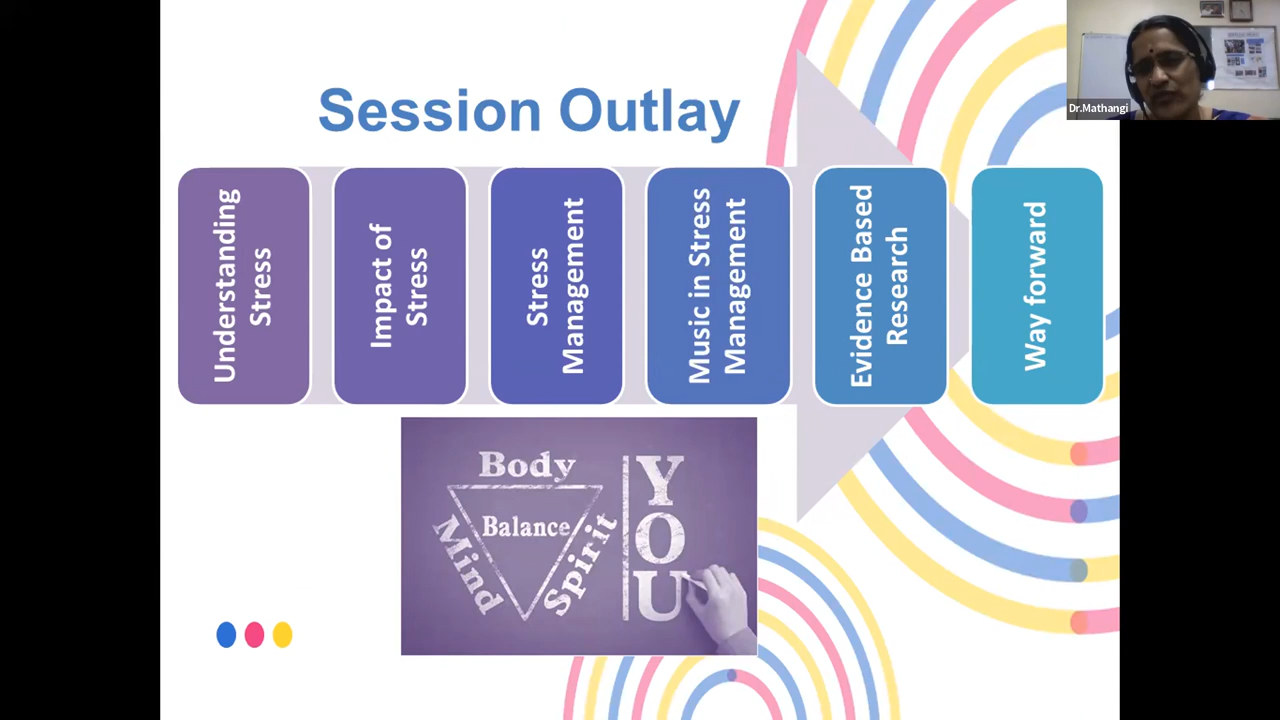 Session Outlay
Dr.Mathangi
Understanding
Stress
Impact of
Stress
Stress
Management
Music in Stress
Management
Evidence Based
Research
Way forward
Body
Balance
Mind
Spirit
YOU